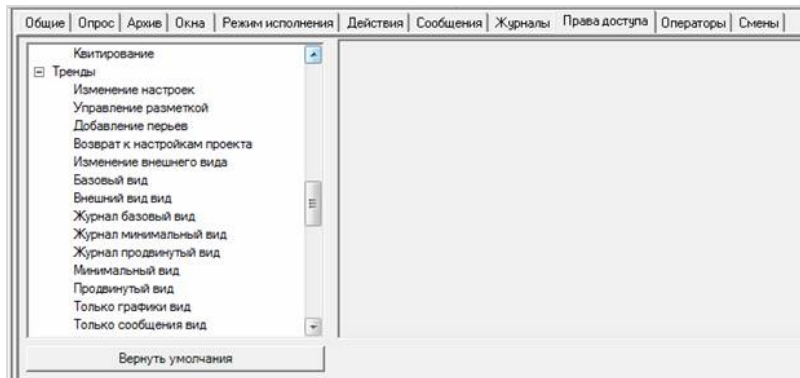 Общие Опрос Архив Окна Режим исполнения Действия Сообщения Журналы Права доступа Операторы Смены
Квитирование
Тренды
Изменение настроек
Управление разметкой
Добавление перьев
Возврат к настройкам проекта
Изменение внешнего вида
Базовый вид
Внешний вид вид
Журнал базовый вид
Журнал минимальный вид
Журнал продвинутый вид
Минимальный вид
Продвинутый вид
Только графики вид
Только сообщения вид
Вернуть умолчания